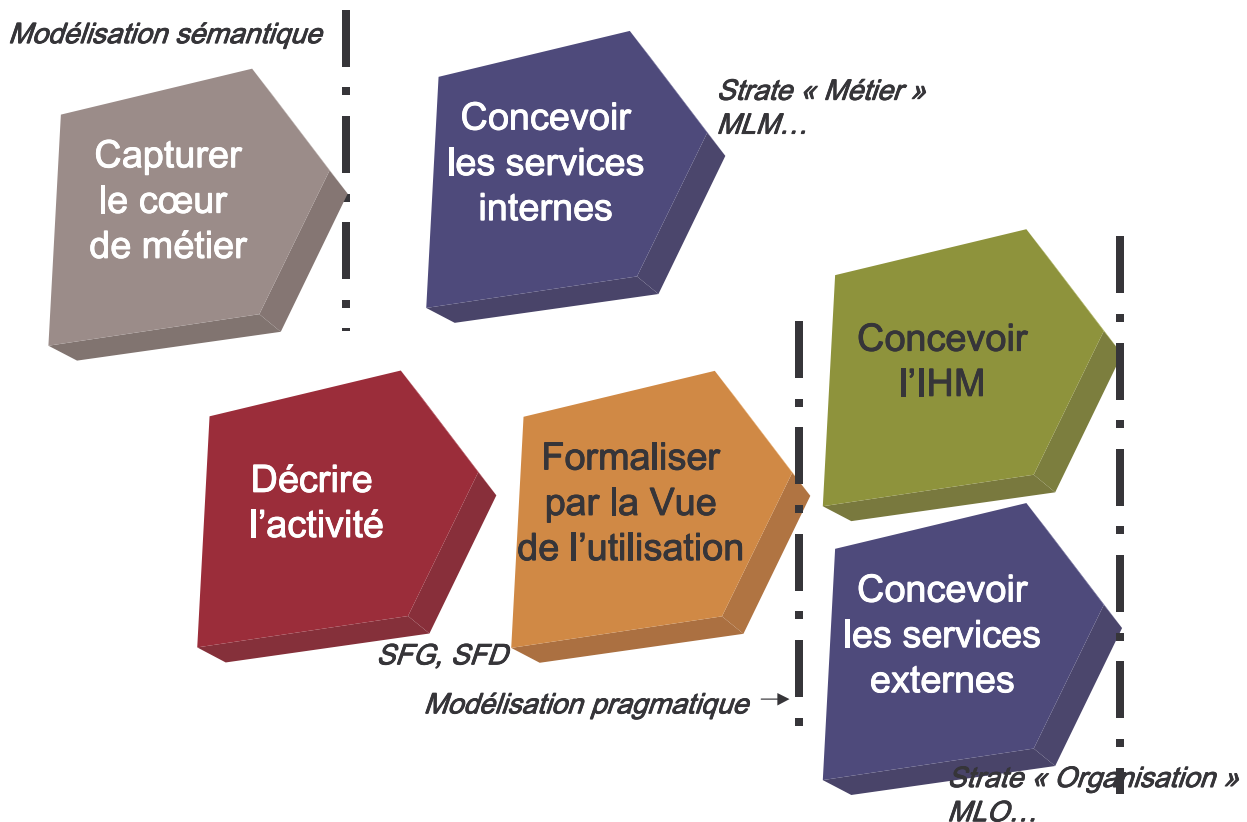 Modélisation sémantique
Capturer
le cœur
de métier
Concevoir
les services
internes
Strate « Métier »
MLM…
Concevoir
l’IHM
Décrire
l’activité
Formaliser
par la Vue
de l’utilisation
SFG, SFD
Modélisation pragmatique
Concevoir
les services
externes
Strate « Organisation »
MLO…